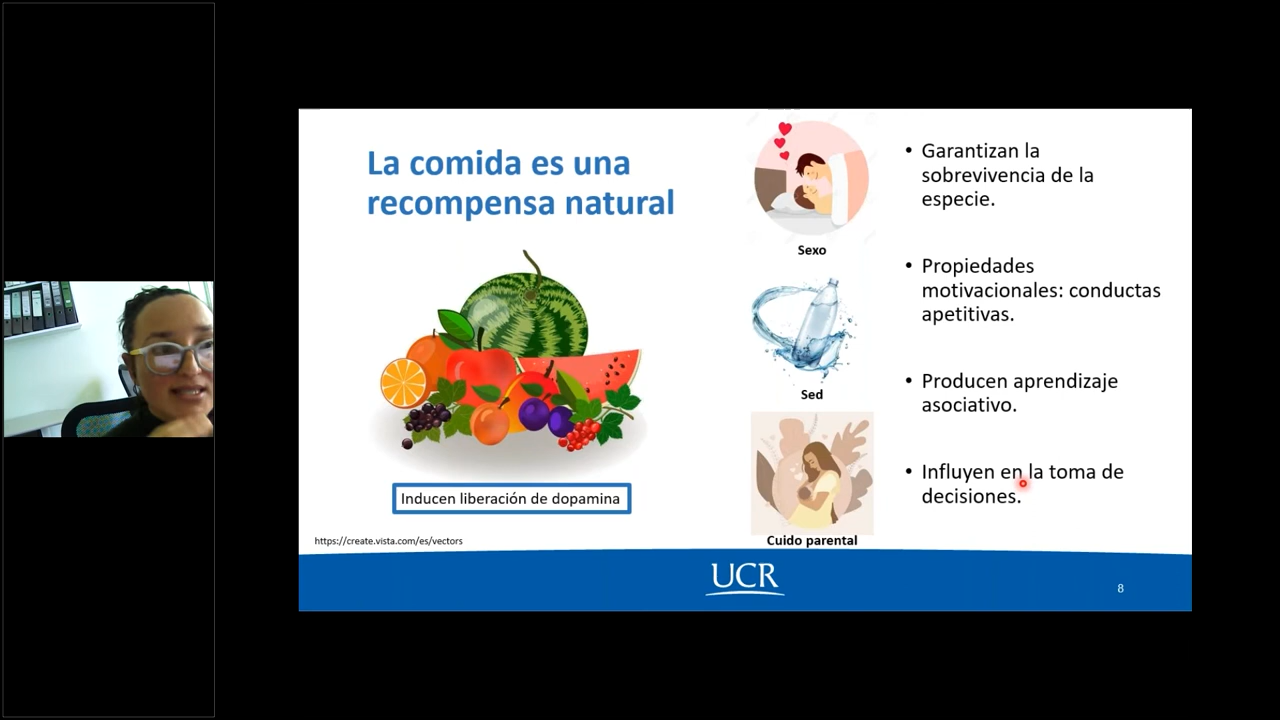 La comida es una
recompensa natural
Inducen liberación de dopamina
https://create.vista.com/es/vectors
Sexo
Sed
Cuido parental
• Garantizan la
sobrevivencia de la
especie.
• Propiedades
motivacionales: conductas
apetitivas.
• Producen aprendizaje
asociativo.
• Influyen en la toma de
decisiones.
UCR
8